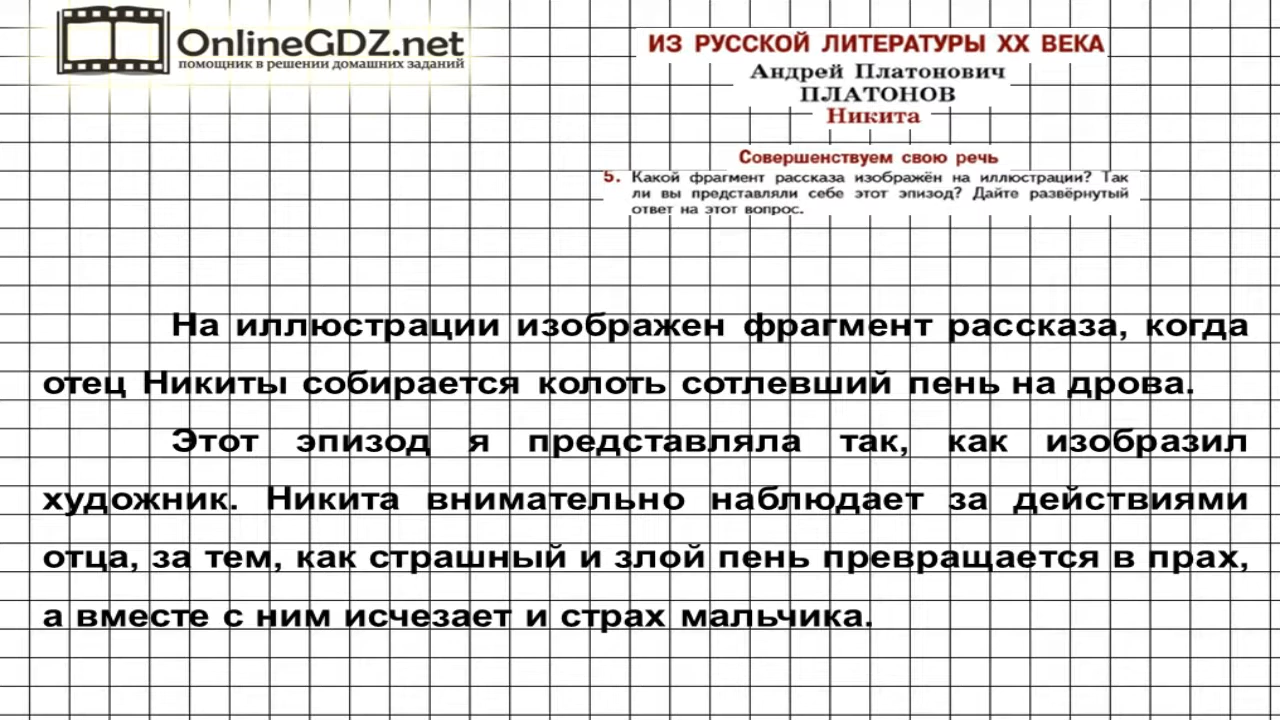 OnlineGDZ.net
помощник в решении домашних заданий
ИЗ РУССКОЙ ЛИТЕРАТУРЫ XX ВЕКА
Андрей Платонович
ПЛАТОНОВ
Никита
Совершенствуем свою речь
5. Какой фрагмент рассказа изображён на иллюстрации? Так
ли вы представляли себе этот эпизод? Дайте развёрнутый
ответ на этот вопрос.
На иллюстрации изображен фрагмент рассказа, когда
отец Никиты собирается колоть сотлевший пень на дрова.
Этот эпизод я представляла так, как изобразил
художник. Никита внимательно наблюдает за действиями
отца, за тем, как страшный и злой пень превращается в прах,
а вместе с ним исчезает и страх мальчика.